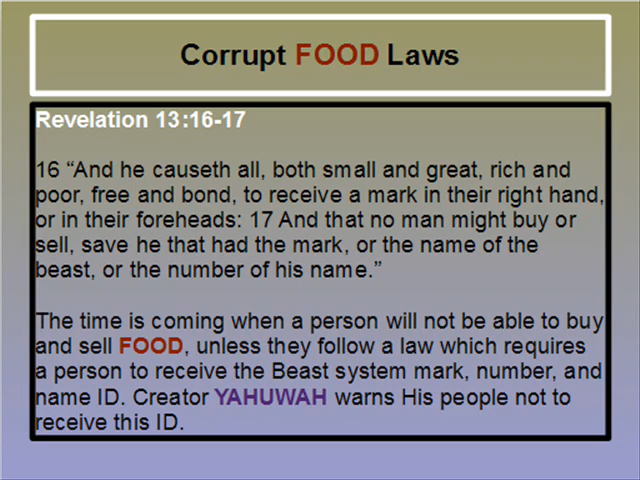 Corrupt FOOD Laws
Revelation 13:16-17
16 “And he causeth all, both small and great, rich and
poor, free and bond, to receive a mark in their right hand,
or in their foreheads: 17 And that no man might buy or
sell, save he that had the mark, or the name of the
beast, or the number of his name.”
The time is coming when a person will not be able to buy
and sell FOOD, unless they follow a law which requires
a person to receive the Beast system mark, number, and
name ID. Creator YAHUWAH warns His people not to
receive this ID.